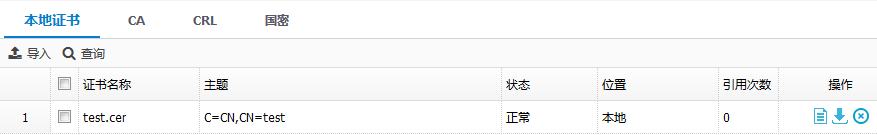 本地证书 CA CRL 国密
导入 查询
证书名称 主题 状态 位置 引用次数 操作
1 test.cer C=CN,CN=test 正常 本地 0